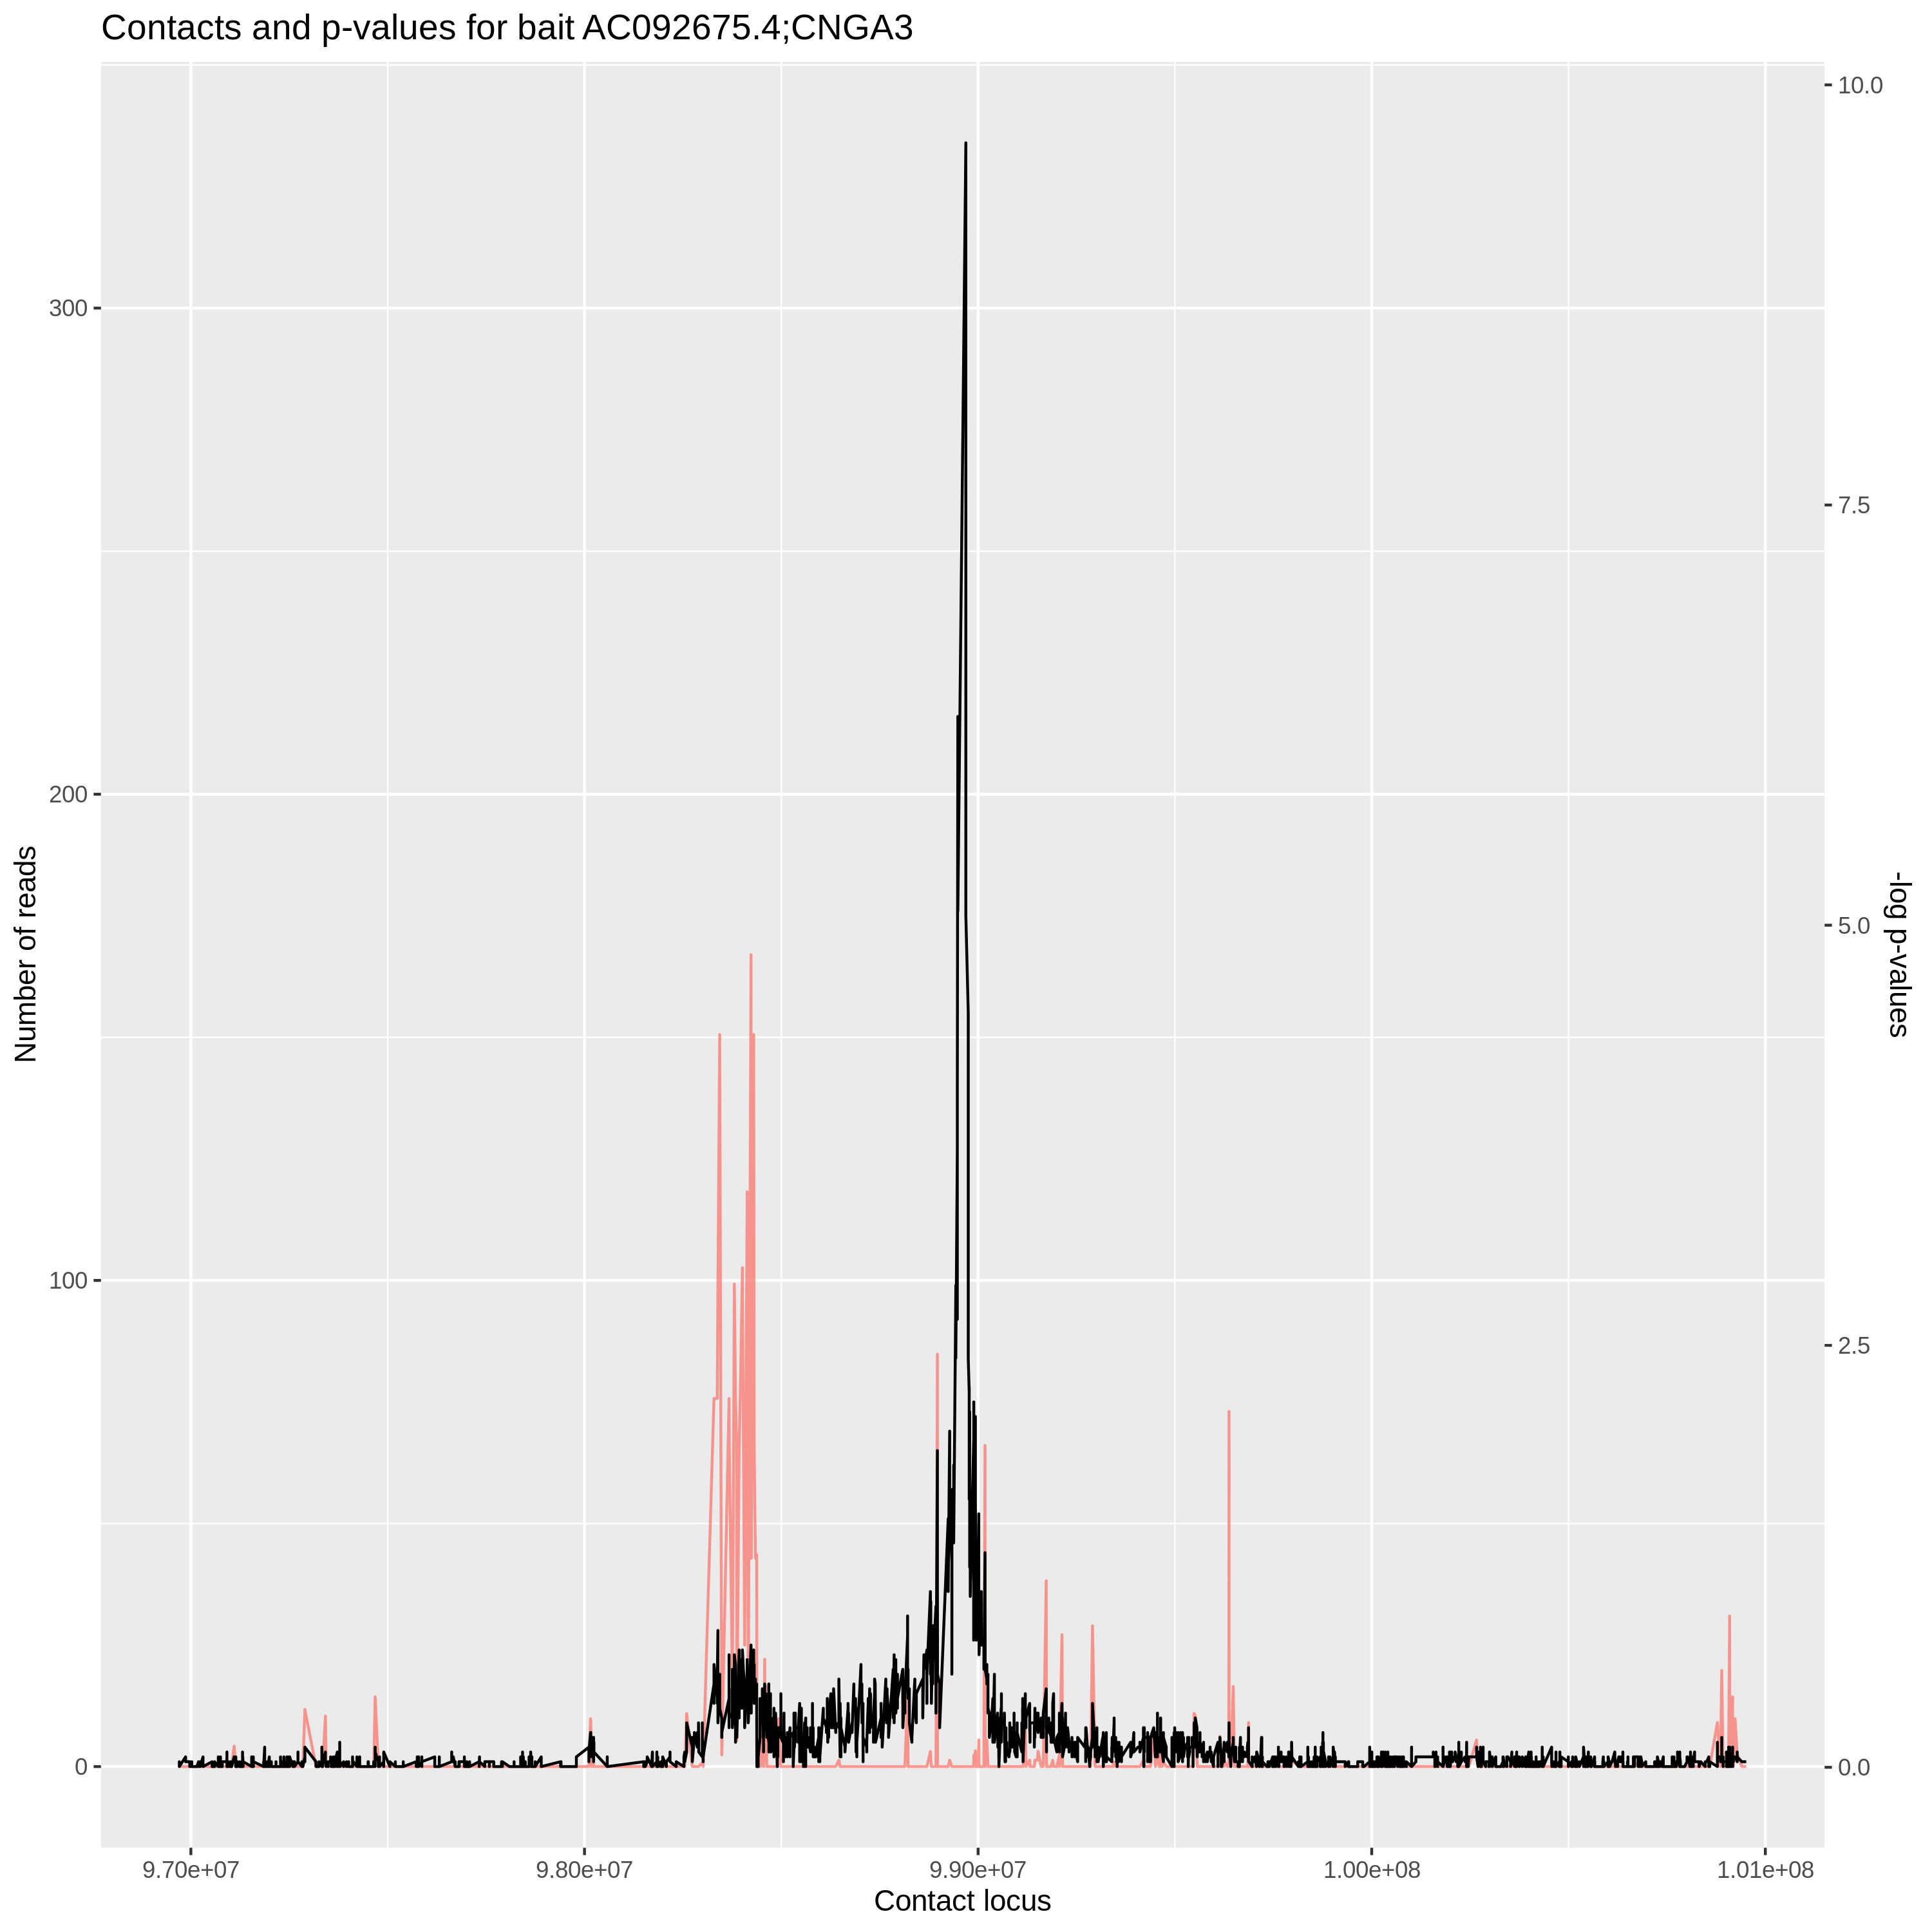 Contacts and p-values for bait AC092675.4;CNGA3
10.0
7.5
5.0
2.5
0.0
300
200
100
0
Number of reads
-log p-values
9.70e+07
9.80e+07
9.90e+07
1.00e+08
1.01e+08
Contact locus